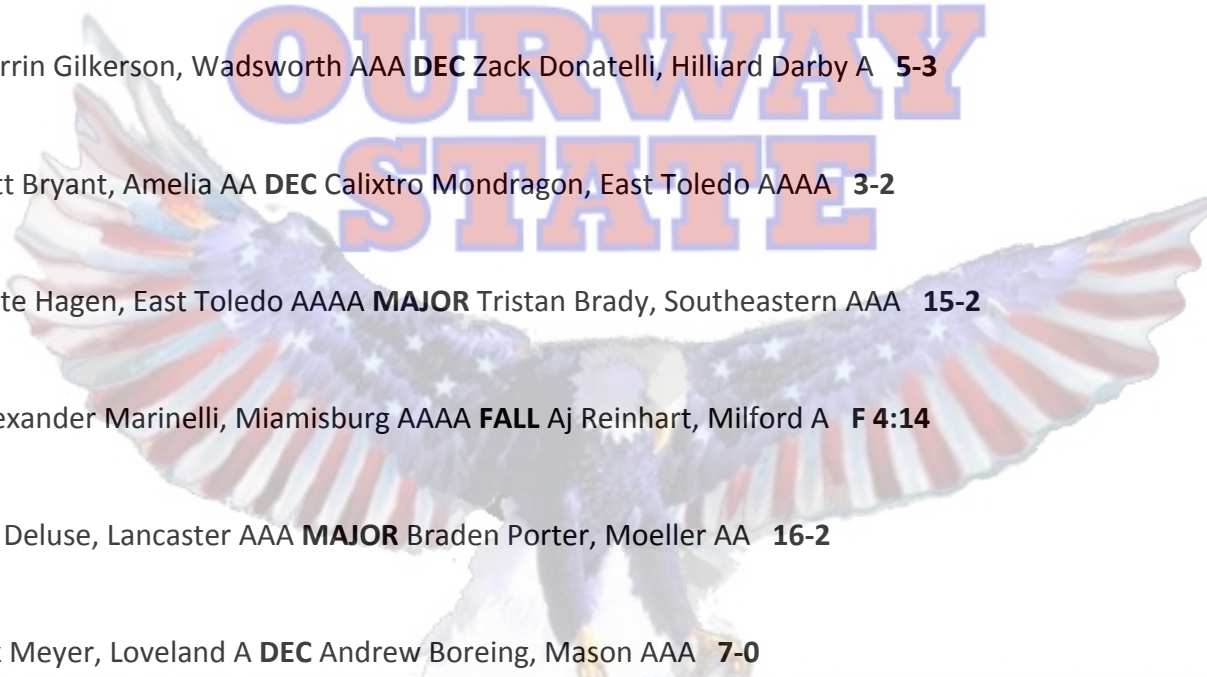 OURWAY
rrin Gilkerson, Wadsworth AAA DEC Zack Donatelli, Hilliard Darby A 5-3
STATE
tt Bryant, Amelia AA DEC Calixtro Mondragon, East Toledo AAAA 3-2
te Hagen, East Toledo AAAA MAJOR Tristan Brady, Southeastern AAA 15-2
exander Marinelli, Miamisburg AAAA FALL Aj Reinhart, Milford A F 4:14
Deluse, Lancaster AAA MAJOR Braden Porter, Moeller AA 16-2
Meyer, Loveland A DEC Andrew Boreing, Mason AAA 7-0